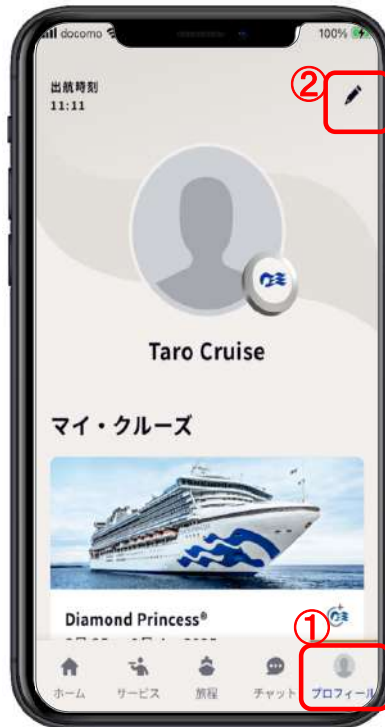 docomo
100%
出航時刻
11:11
②
Taro Cruise
マイ・クルーズ
Diamond Princess®
①
ホーム
サービス
旅程
チャット
プロフィール